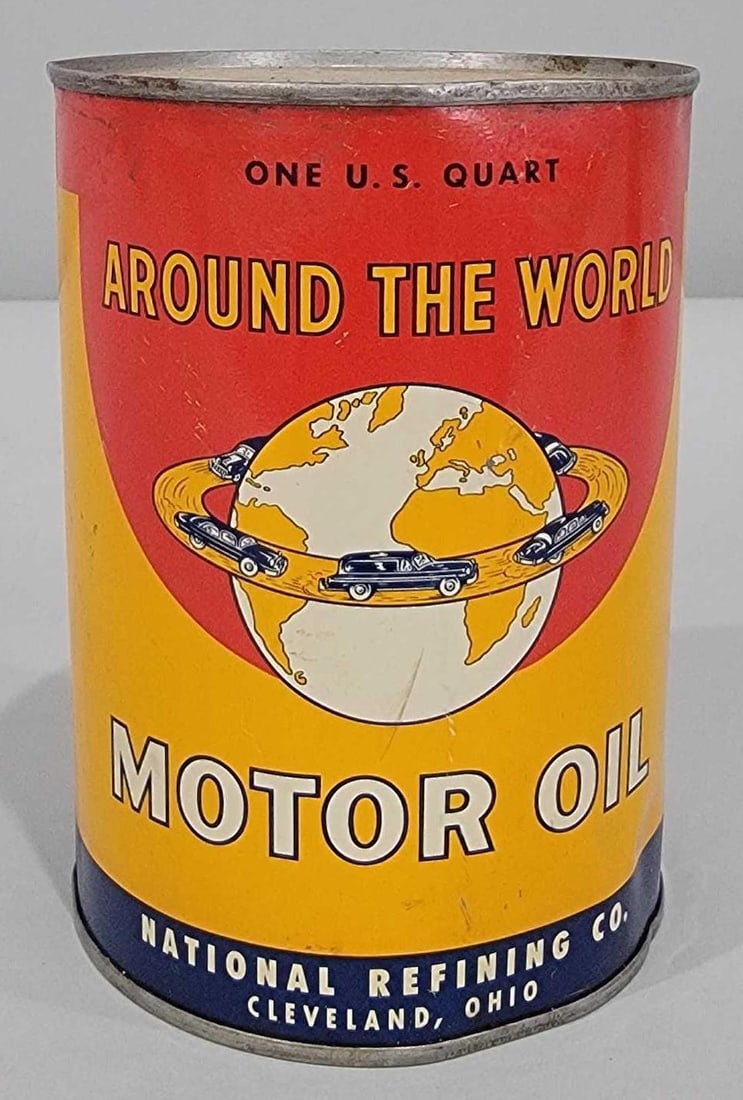 ONE U.S. QUART
AROUND THE WORLD
MOTOR OIL
NATIONAL REFINING CO.
CLEVELAND, OHIO